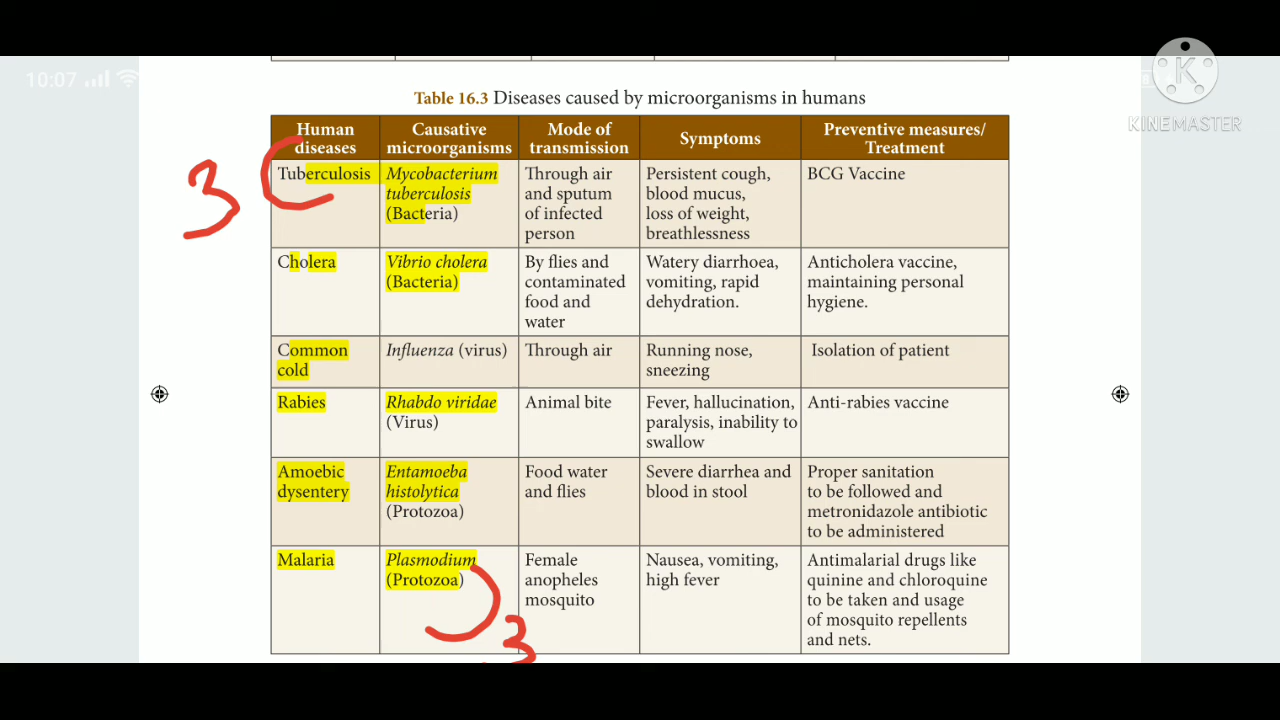 10:07
K
KINEMASTER
Table 16.3 Diseases caused by microorganisms in humans
Human diseases | Causative microorganisms | Mode of transmission | Symptoms | Preventive measures/ Treatment
3
Tuberculosis | Mycobacterium tuberculosis (Bacteria) | Through air and sputum of infected person | Persistent cough, blood mucus, loss of weight, breathlessness | BCG Vaccine
Cholera | Vibrio cholera (Bacteria) | By flies and contaminated food and water | Watery diarrhoea, vomiting, rapid dehydration. | Anticholera vaccine, maintaining personal hygiene.
Common cold | Influenza (virus) | Through air | Running nose, sneezing | Isolation of patient
Rabies | Rhabdo viridae (Virus) | Animal bite | Fever, hallucination, paralysis, inability to swallow | Anti-rabies vaccine
Amoebic dysentery | Entamoeba histolytica (Protozoa) | Food water and flies | Severe diarrhea and blood in stool | Proper sanitation to be followed and metronidazole antibiotic to be administered
Malaria | Plasmodium (Protozoa) | Female anopheles mosquito | Nausea, vomiting, high fever | Antimalarial drugs like quinine and chloroquine to be taken and usage of mosquito repellents and nets.
3